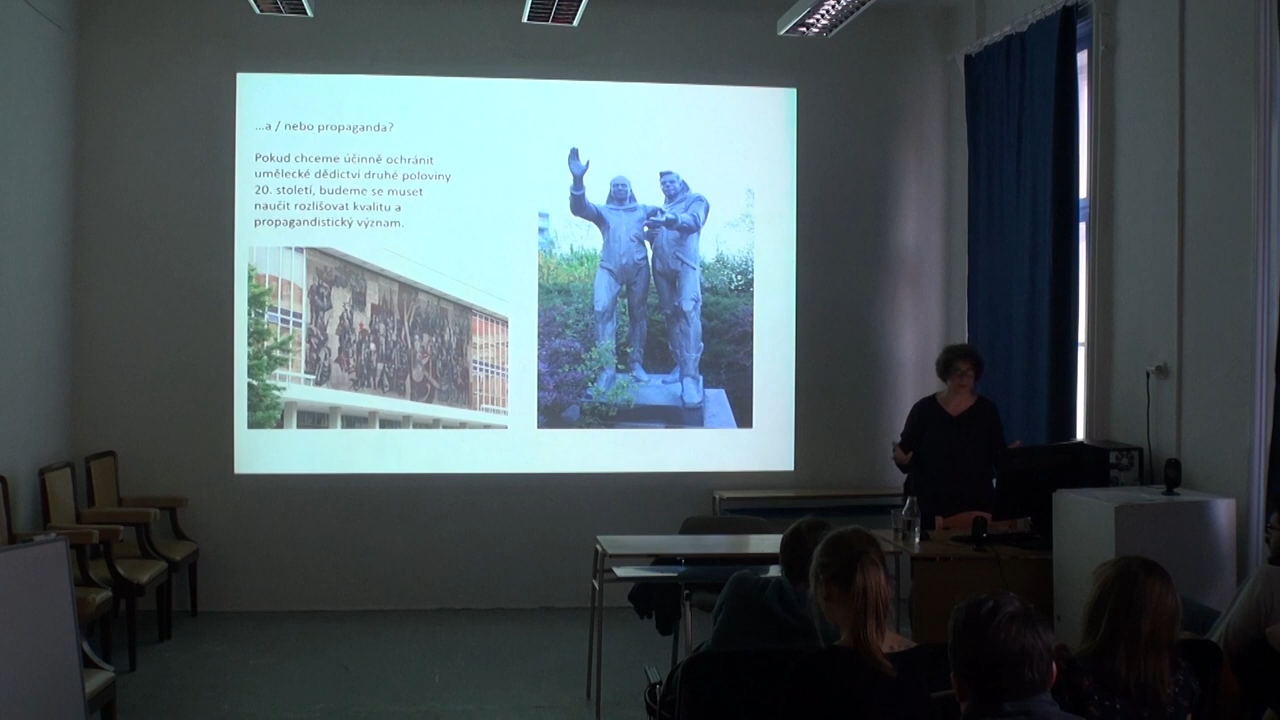 ...a / nebo propaganda?
Pokud chceme účinně ochránit
umělecké dědictví druhé poloviny
20. století, budeme se muset
naučit rozlišovat kvalitu a
propagandistický význam.